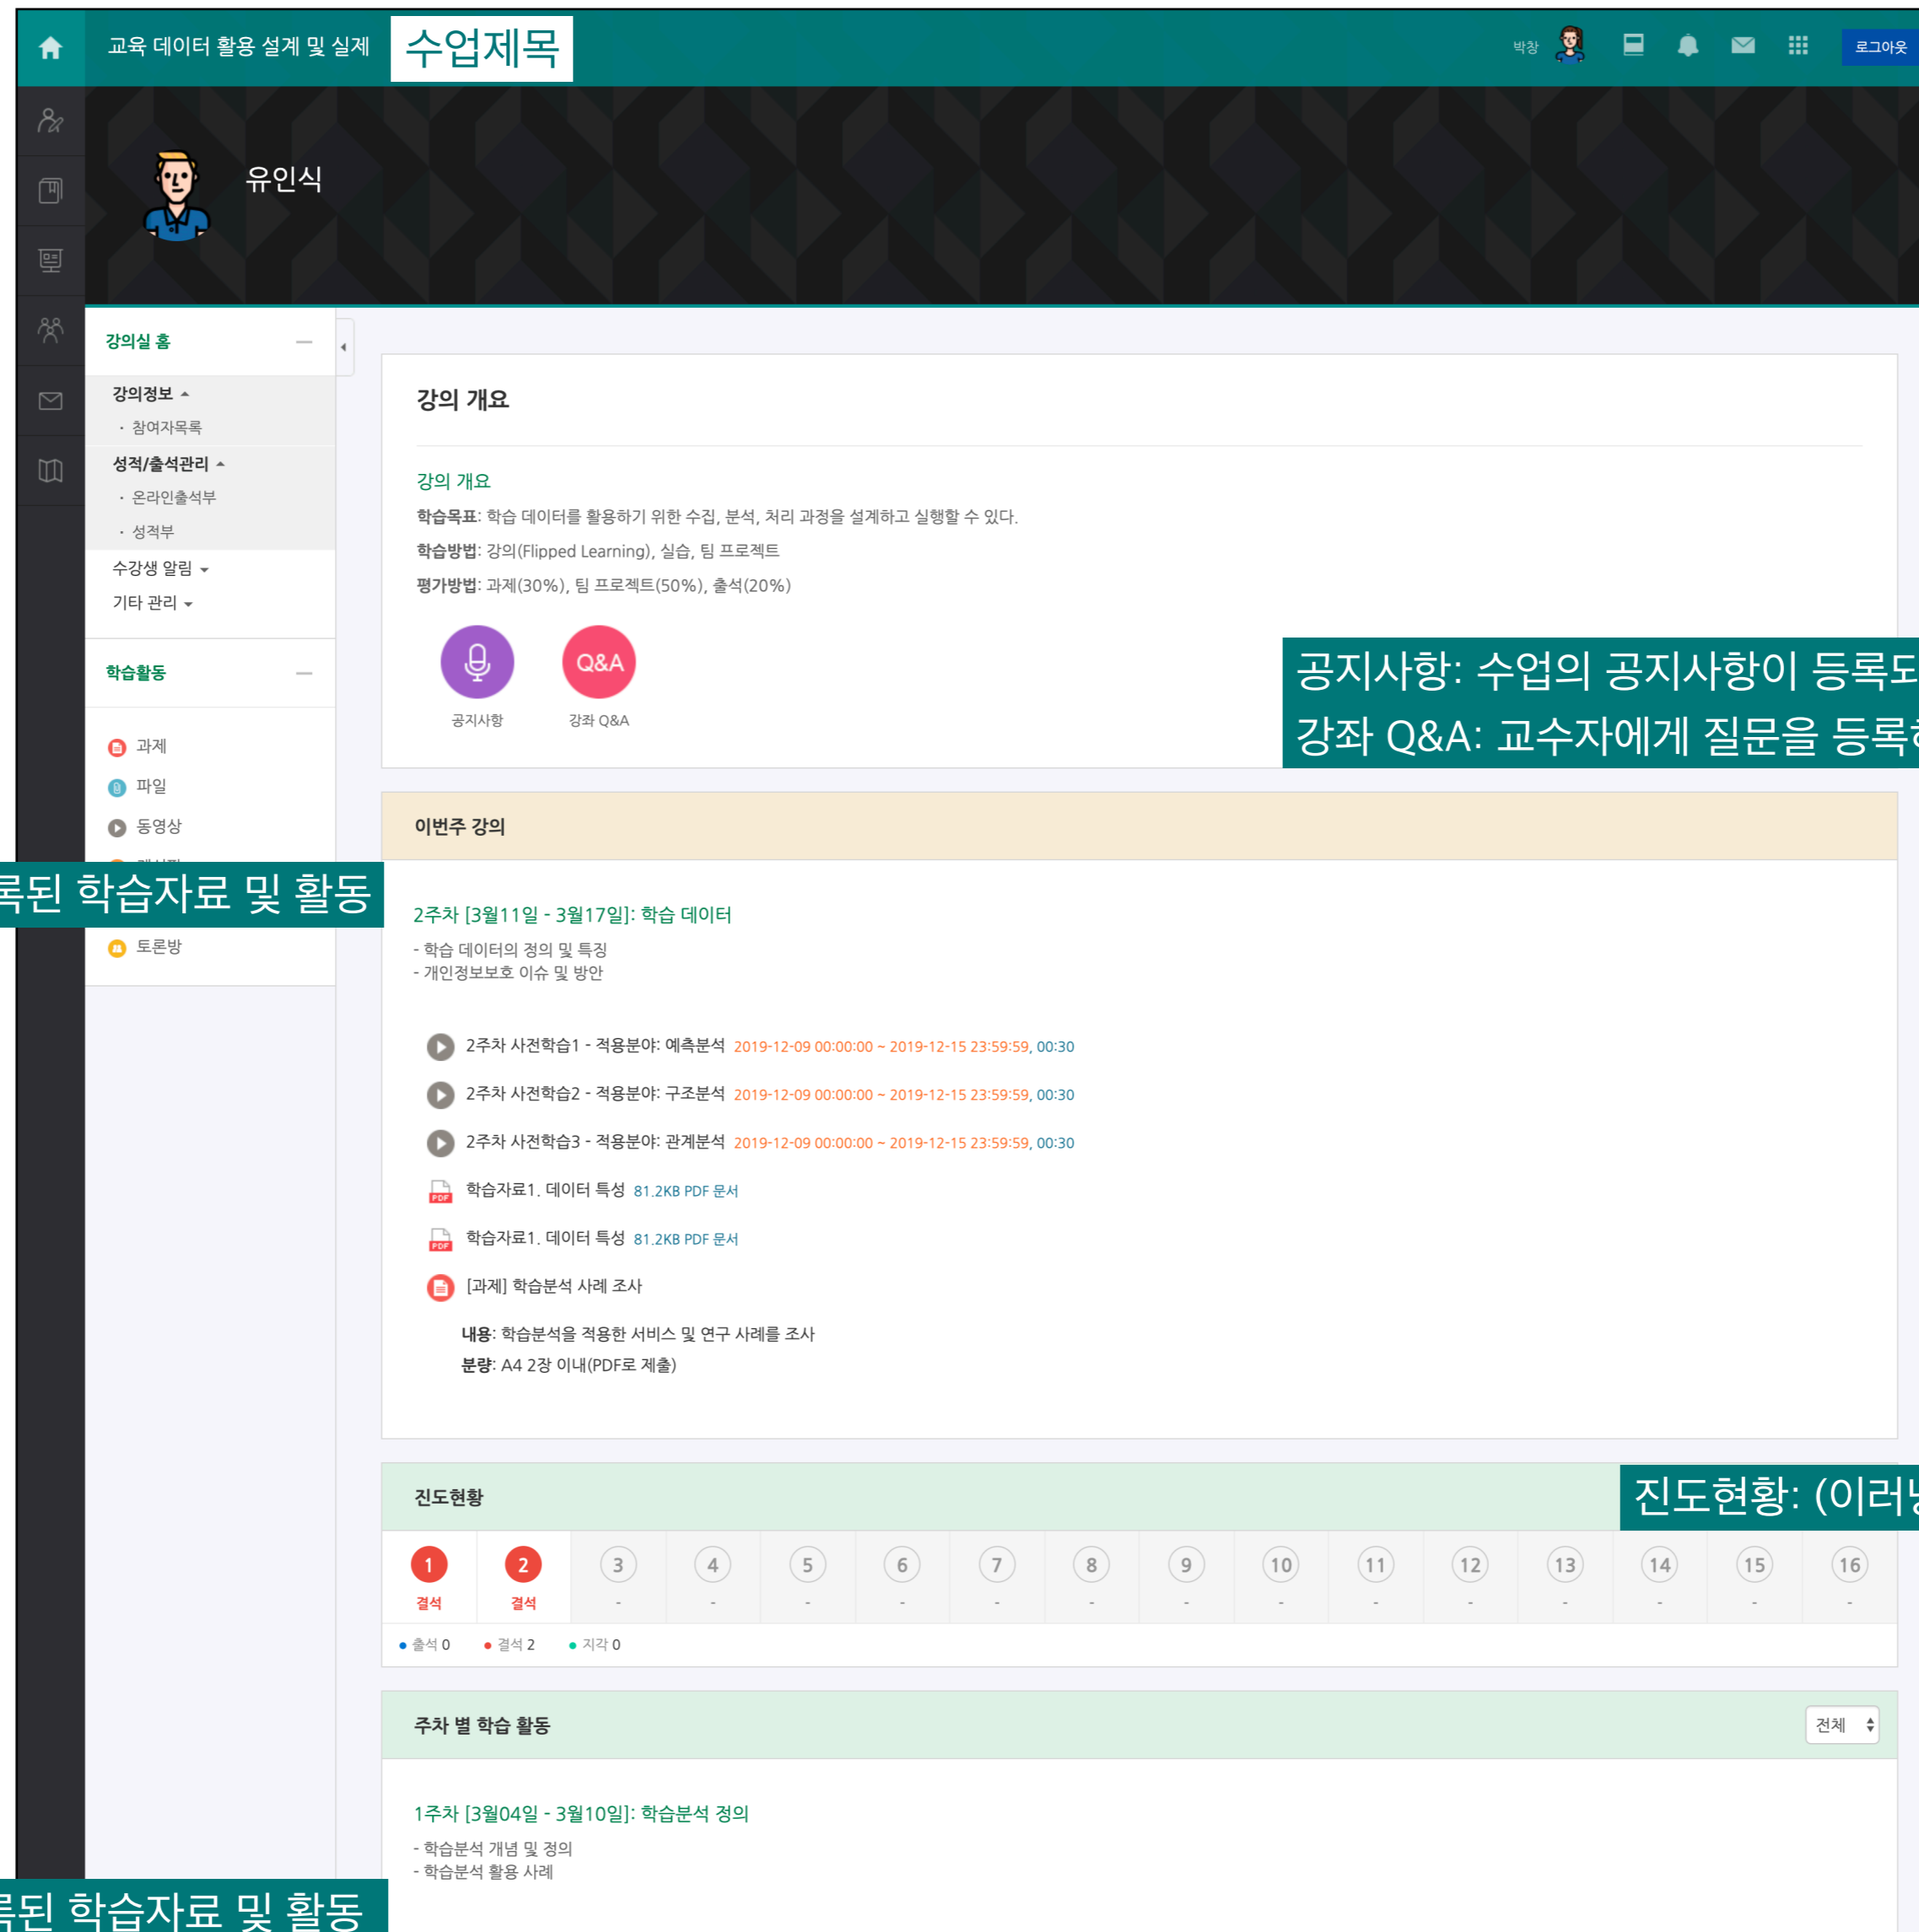 교육 데이터 활용 설계 및 실제 수업제목 박창 로그아웃
유인식
강의실 홈
강의정보
· 참여자목록
성적/출석관리
· 온라인출석부
· 성적부
수강생 알림
기타 관리
학습활동
과제
파일
동영상
록된 학습자료 및 활동
토론방
강의 개요
강의 개요
학습목표: 학습 데이터를 활용하기 위한 수집, 분석, 처리 과정을 설계하고 실행할 수 있다.
학습방법: 강의(Flipped Learning), 실습, 팀 프로젝트
평가방법: 과제(30%), 팀 프로젝트(50%), 출석(20%)
Q&A
공지사항 강좌 Q&A
공지사항: 수업의 공지사항이 등록되
강좌 Q&A: 교수자에게 질문을 등록
이번주 강의
2주차 [3월11일 - 3월17일]: 학습 데이터
- 학습 데이터의 정의 및 특징
- 개인정보보호 이슈 및 방안
2주차 사전학습1 - 적용분야: 예측분석 2019-12-09 00:00:00 ~ 2019-12-15 23:59:59, 00:30
2주차 사전학습2 - 적용분야: 구조분석 2019-12-09 00:00:00 ~ 2019-12-15 23:59:59, 00:30
2주차 사전학습3 - 적용분야: 관계분석 2019-12-09 00:00:00 ~ 2019-12-15 23:59:59, 00:30
PDF 학습자료1. 데이터 특성 81.2KB PDF 문서
PDF 학습자료1. 데이터 특성 81.2KB PDF 문서
[과제] 학습분석 사례 조사
내용: 학습분석을 적용한 서비스 및 연구 사례를 조사
분량: A4 2장 이내(PDF로 제출)
진도현황
진도현황: (이러
1 2 3 4 5 6 7 8 9 10 11 12 13 14 15 16
결석 결석 - - - - - - - - - - - - - -
• 출석 0 • 결석 2 • 지각 0
주차 별 학습 활동 전체
1주차 [3월04일 - 3월10일]: 학습분석 정의
- 학습분석 개념 및 정의
- 학습분석 활용 사례
록된 학습자료 및 활동